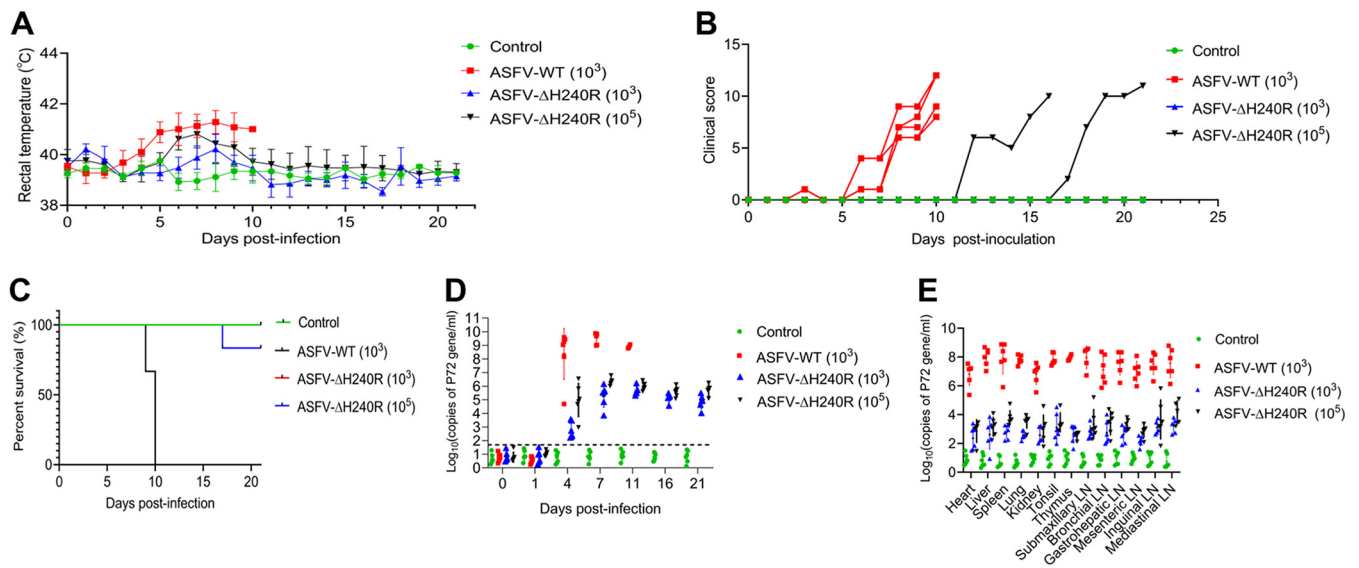 A
Rectal temperature (°C)
44
42
40
38
0 5 10 15 20
Days post-infection
Control
ASFV-WT (10³)
ASFV-ΔH240R (10³)
ASFV-ΔH240R (10⁵)
B
Clinical score
15
10
5
0
0 5 10 15 20 25
Days post-inoculation
Control
ASFV-WT (10³)
ASFV-ΔH240R (10³)
ASFV-ΔH240R (10⁵)
C
Percent survival (%)
100
50
0
0 5 10 15 20
Days post-infection
Control
ASFV-WT (10³)
ASFV-ΔH240R (10³)
ASFV-ΔH240R (10⁵)
D
Log₁₀(copies of P72 gene/ml)
11
10
9
8
7
6
5
4
3
2
1
0
0 1 4 7 11 16 21
Days post-infection
Control
ASFV-WT (10³)
ASFV-ΔH240R (10³)
ASFV-ΔH240R (10⁵)
E
Log₁₀(copies of P72 gene/ml)
10
8
6
4
2
0
Heart
Liver
Spleen
Lung
Kidney
Tonsil
Thymus
Submaxillary LN
Bronchial LN
Gastrohepatic LN
Mesenteric LN
Inguinal LN
Mediastinal LN
Control
ASFV-WT (10³)
ASFV-ΔH240R (10³)
ASFV-ΔH240R (10⁵)